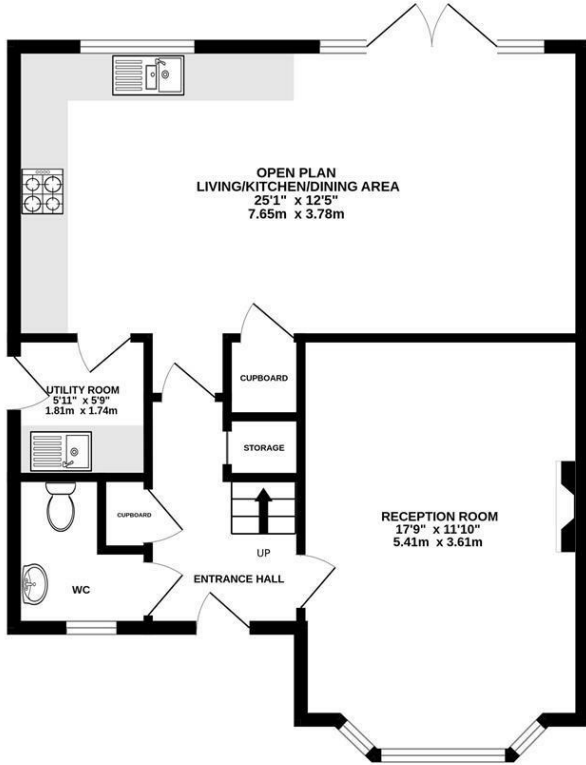 OPEN PLAN
LIVING/KITCHEN/DINING AREA
25'1" x 12'5"
7.65m x 3.78m
UTILITY ROOM
5'11" x 5'9"
1.81m x 1.74m
CUPBOARD
STORAGE
CUPBOARD
UP
ENTRANCE HALL
WC
RECEPTION ROOM
17'9" x 11'10"
5.41m x 3.61m